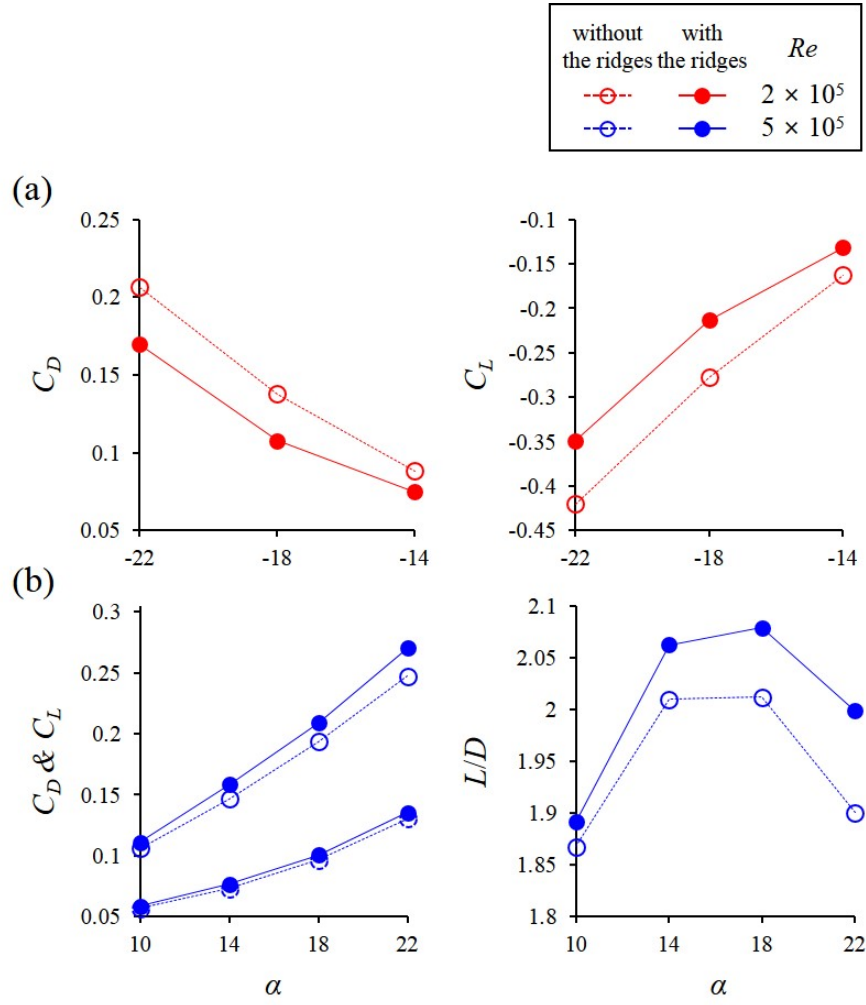 without with Re
the ridges the ridges
2 × 10⁵
5 × 10⁵
(a)
0.25
0.2
0.15
0.1
0.05
C_D
-22 -18 -14
-0.1
-0.15
-0.2
-0.25
-0.3
-0.35
-0.4
-0.45
C_L
-22 -18 -14
(b)
0.3
0.25
0.2
0.15
0.1
0.05
C_D & C_L
10 14 18 22
α
2.1
2.05
2
1.95
1.9
1.85
1.8
L/D
10 14 18 22
α